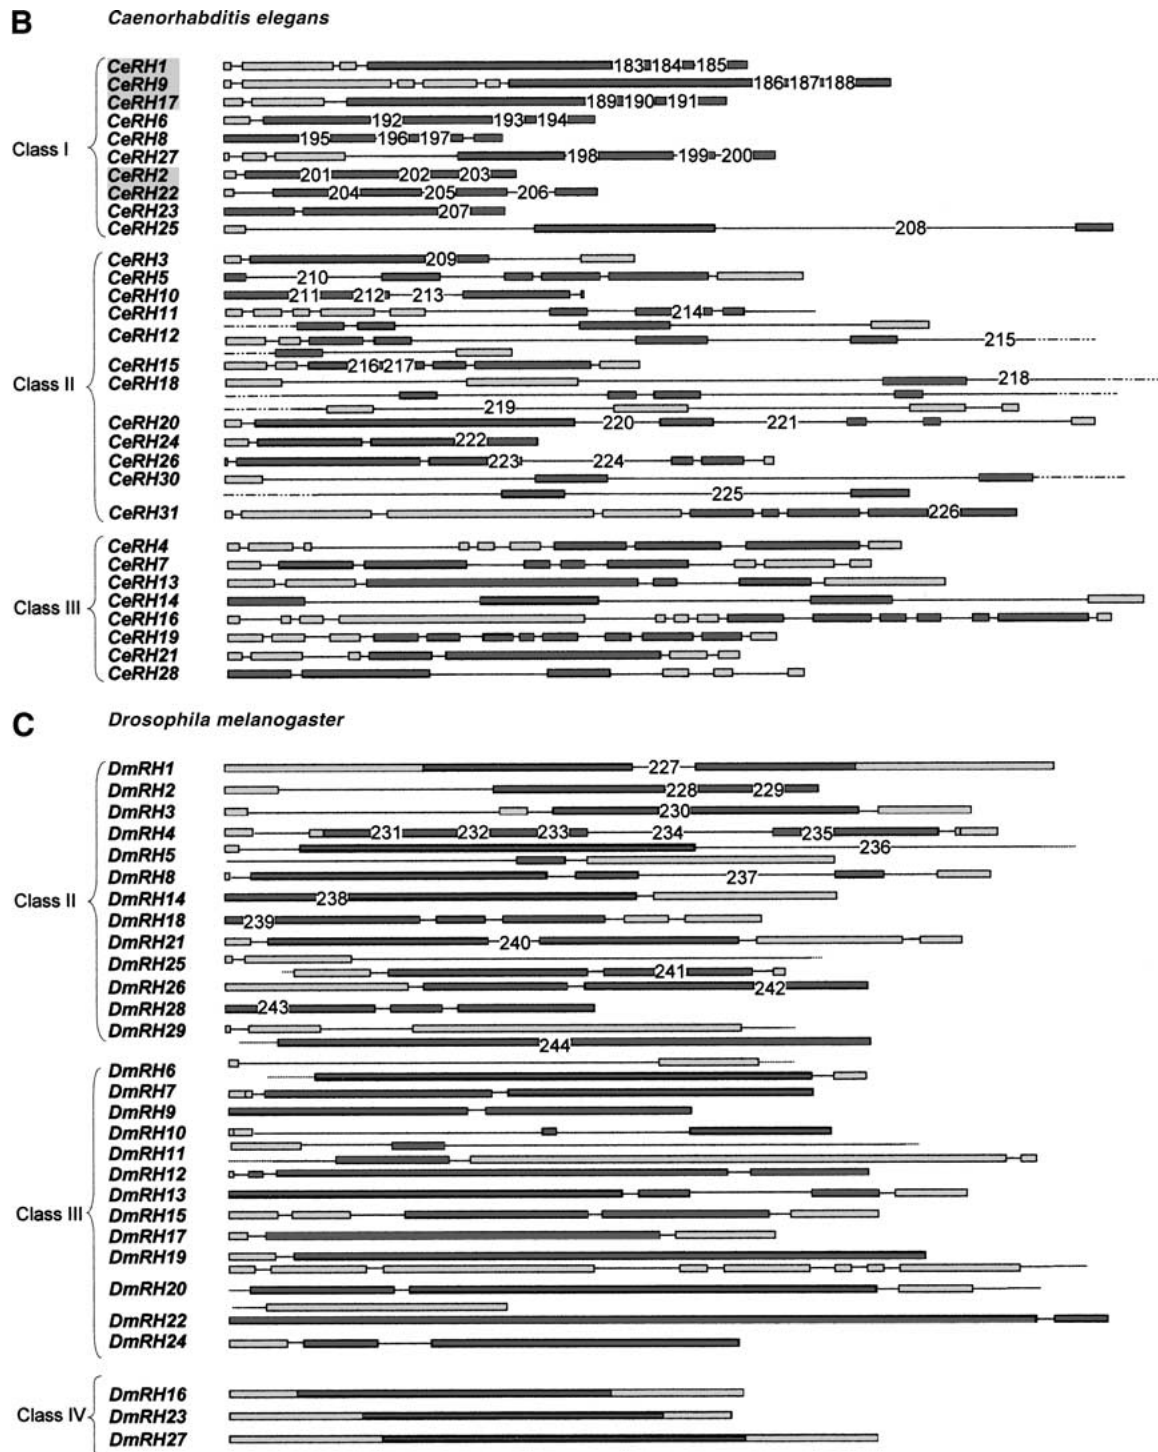 B Caenorhabditis elegans
CeRH1 183 184 185
CeRH9 186 187 188
CeRH17 189 190 191
CeRH6 192 193 194
CeRH8 195 196 197
Class I
CeRH27 198 199 200
CeRH2 201 202 203
CeRH22 204 205 206
CeRH23 207
CeRH25 208
CeRH3 209
CeRH5 210
CeRH10 211 212 213
CeRH11 214
CeRH12 215
CeRH15 216 217
Class II
CeRH18 218
219
CeRH20 220 221
CeRH24 222
CeRH26 223 224
CeRH30
225
CeRH31 226
CeRH4
CeRH7
CeRH13
Class III
CeRH14
CeRH16
CeRH19
CeRH21
CeRH28
C Drosophila melanogaster
DmRH1 227
DmRH2 228 229
DmRH3 230
DmRH4 231 232 233 234 235
DmRH5 236
DmRH8 237
Class II
DmRH14 238
DmRH18 239
DmRH21 240
DmRH25
241
DmRH26 242
DmRH28 243
DmRH29
244
DmRH6
DmRH7
DmRH9
DmRH10
DmRH11
DmRH12
DmRH13
Class III
DmRH15
DmRH17
DmRH19
DmRH20
DmRH22
DmRH24
DmRH16
Class IV
DmRH23
DmRH27